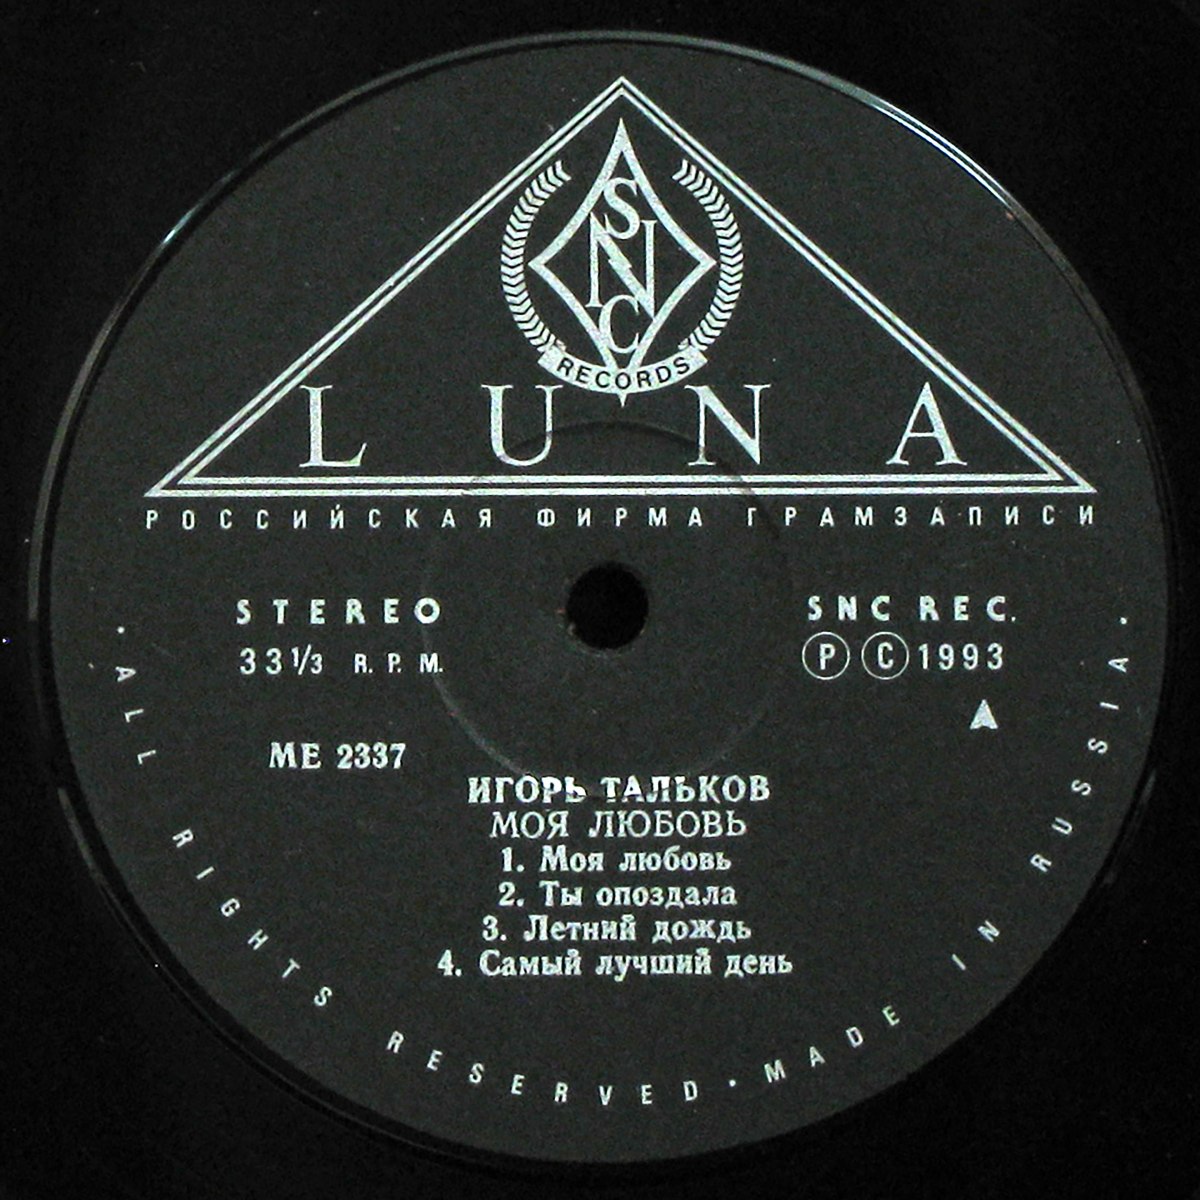 SNC
RECORDS
LUNA
РОССИЙСКАЯ ФИРМА ГРАМЗАПИСИ
STEREO
33 1/3 R. P. M.
SNC REC.
Ⓟ Ⓒ 1993
ME 2337
ИГОРЬ ТАЛЬКОВ
МОЯ ЛЮБОВЬ
1. Моя любовь
2. Ты опоздала
3. Летний дождь
4. Самый лучший день
· ALL RIGHTS RESERVED · MADE IN RUSSIA ·